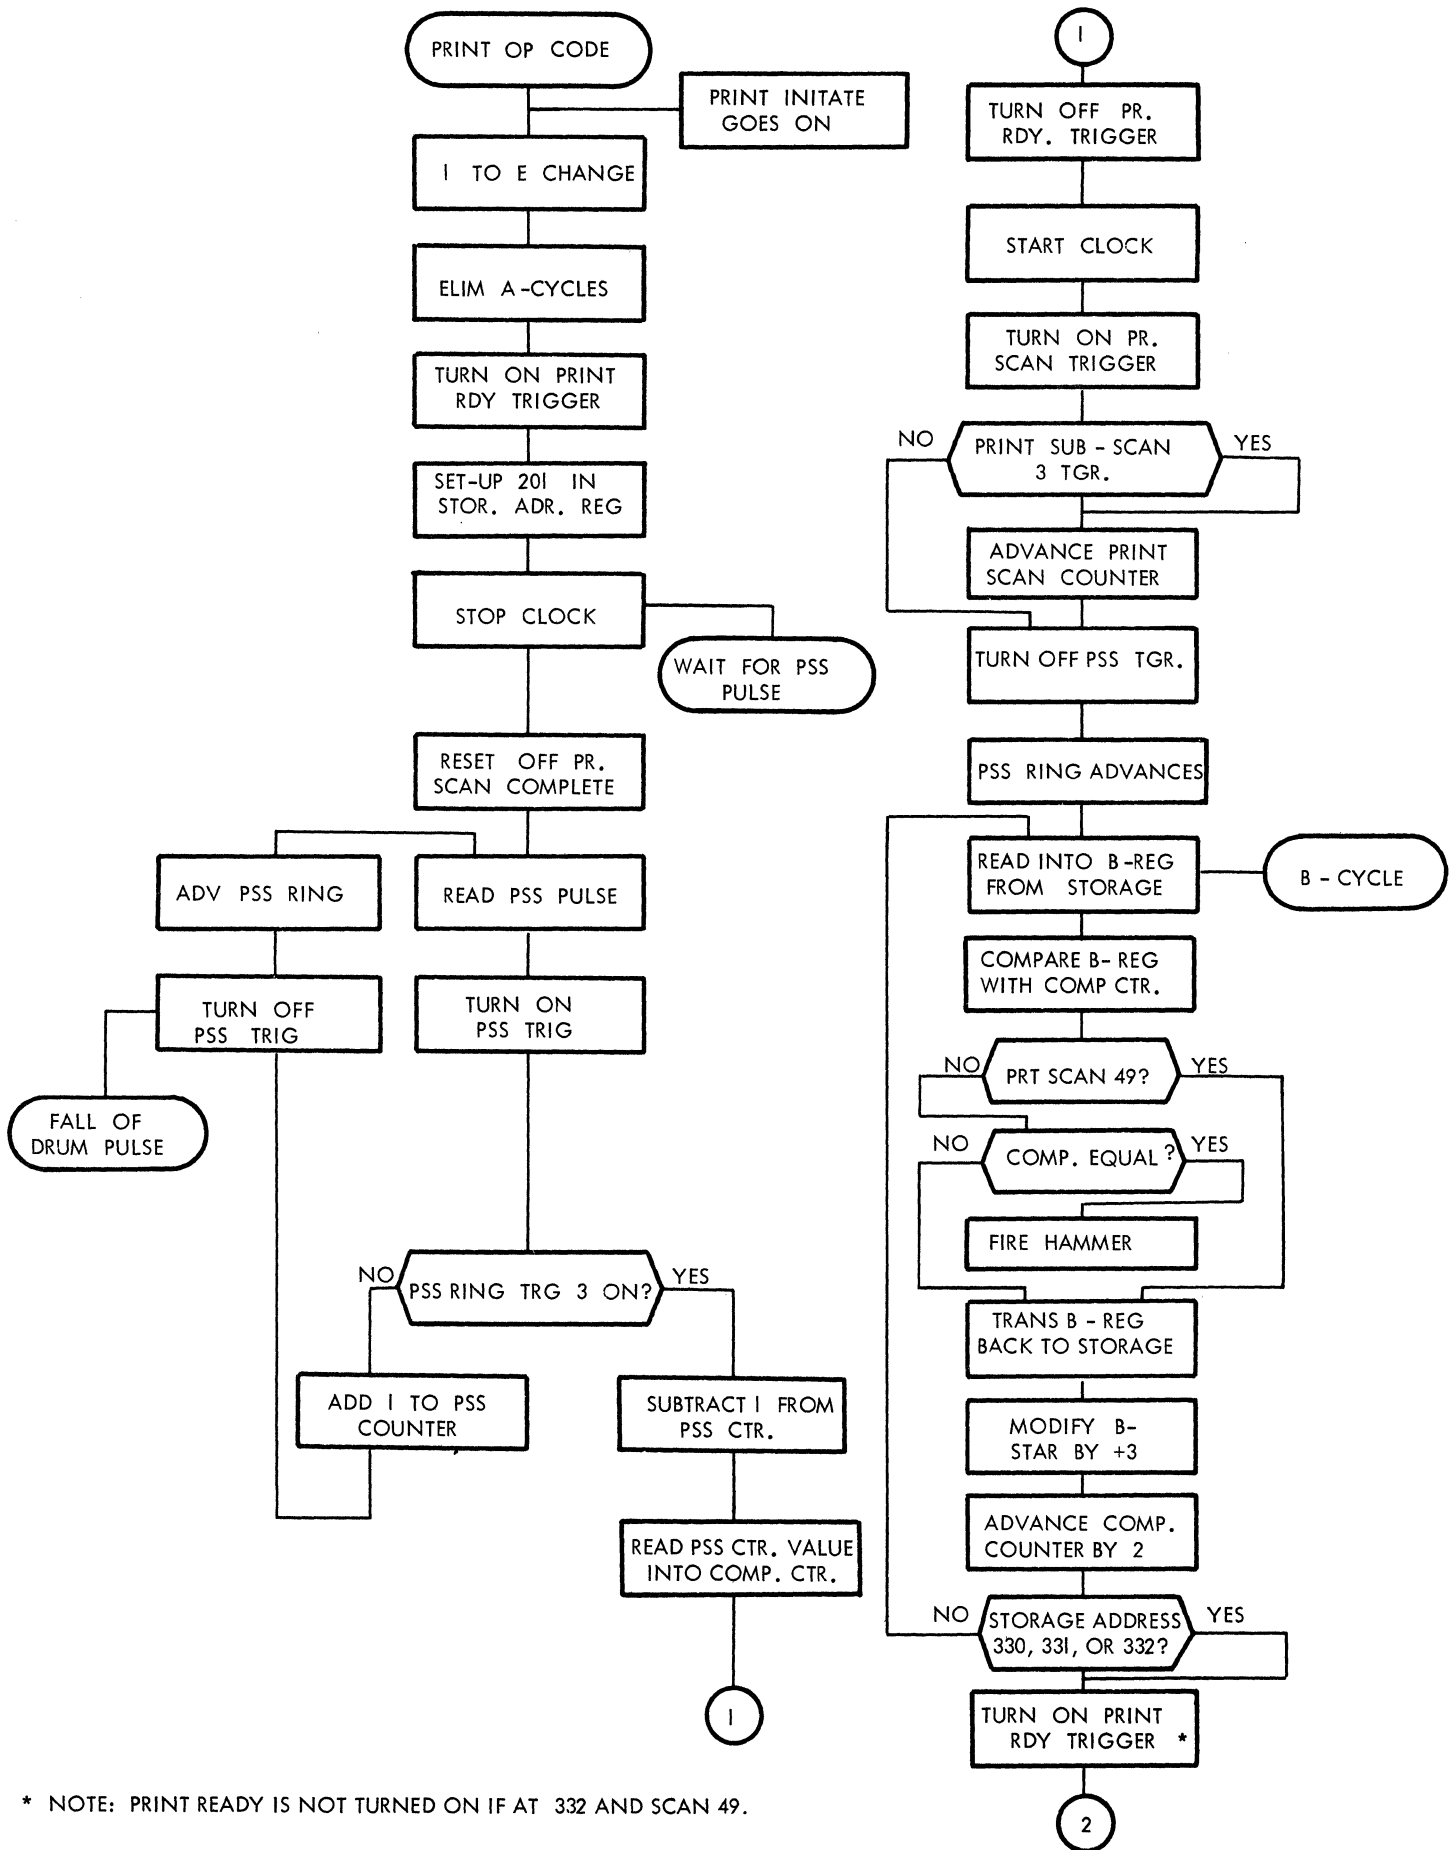 PRINT OP CODE
PRINT INITATE
GOES ON
I TO E CHANGE
ELIM A-CYCLES
TURN ON PRINT
RDY TRIGGER
SET-UP 201 IN
STOR. ADR. REG
STOP CLOCK
WAIT FOR PSS
PULSE
RESET OFF PR.
SCAN COMPLETE
ADV PSS RING
READ PSS PULSE
TURN OFF
PSS TRIG
TURN ON
PSS TRIG
FALL OF
DRUM PULSE
NO
PSS RING TRG 3 ON?
YES
ADD 1 TO PSS
COUNTER
SUBTRACT 1 FROM
PSS CTR.
READ PSS CTR. VALUE
INTO COMP. CTR.
1
1
TURN OFF PR.
RDY. TRIGGER
START CLOCK
TURN ON PR.
SCAN TRIGGER
NO
PRINT SUB - SCAN
3 TGR.
YES
ADVANCE PRINT
SCAN COUNTER
TURN OFF PSS TGR.
PSS RING ADVANCES
READ INTO B-REG
FROM STORAGE
B - CYCLE
COMPARE B- REG
WITH COMP CTR.
NO
PRT SCAN 49?
YES
NO
COMP. EQUAL?
YES
FIRE HAMMER
TRANS B - REG
BACK TO STORAGE
MODIFY B-
STAR BY +3
ADVANCE COMP.
COUNTER BY 2
NO
STORAGE ADDRESS
330, 331, OR 332?
YES
TURN ON PRINT
RDY TRIGGER *
2
* NOTE: PRINT READY IS NOT TURNED ON IF AT 332 AND SCAN 49.